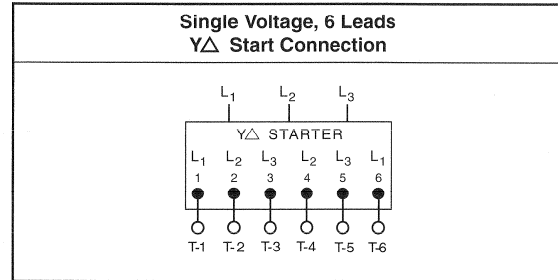 Single Voltage, 6 Leads
Y△ Start Connection
L1 L2 L3
Y△ STARTER
L1 L2 L3 L2 L3 L1
1 2 3 4 5 6
T-1 T-2 T-3 T-4 T-5 T-6